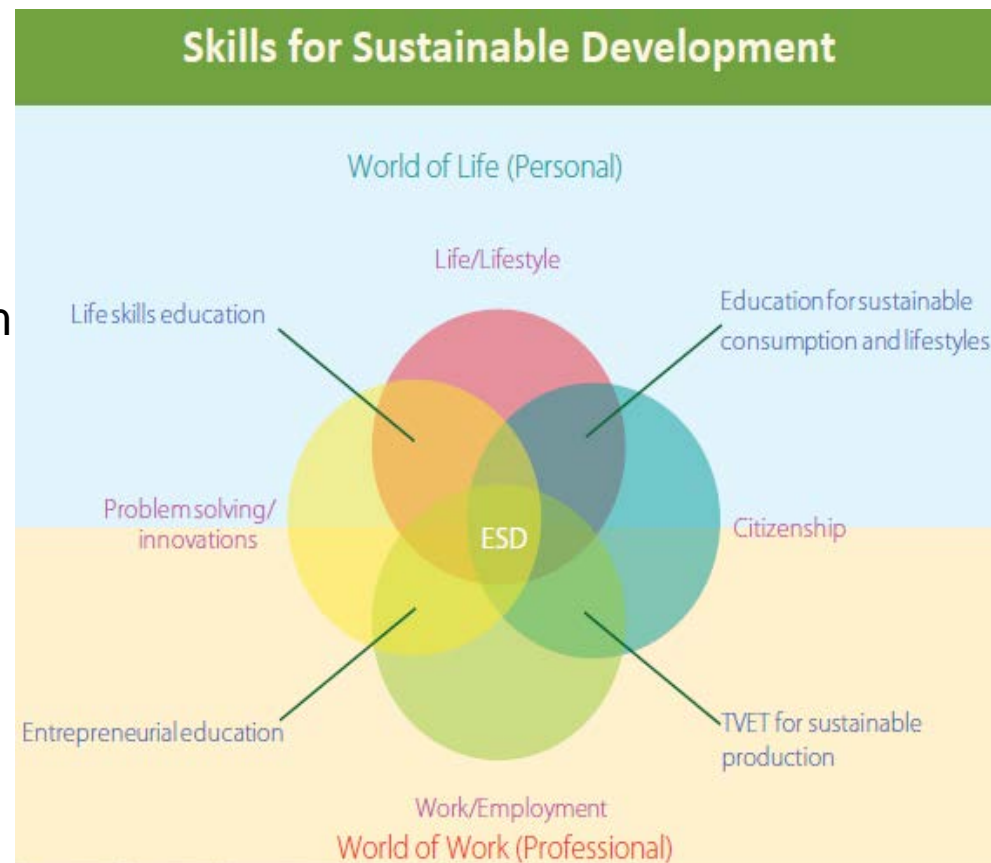 Skills for Sustainable Development
World of Life (Personal)
Life/Lifestyle
Life skills education
Education for sustainable
consumption and lifestyles
n
Problem solving/
innovations
ESD
Citizenship
Entrepreneurial education
TVET for sustainable
production
Work/Employment
World of Work (Professional)